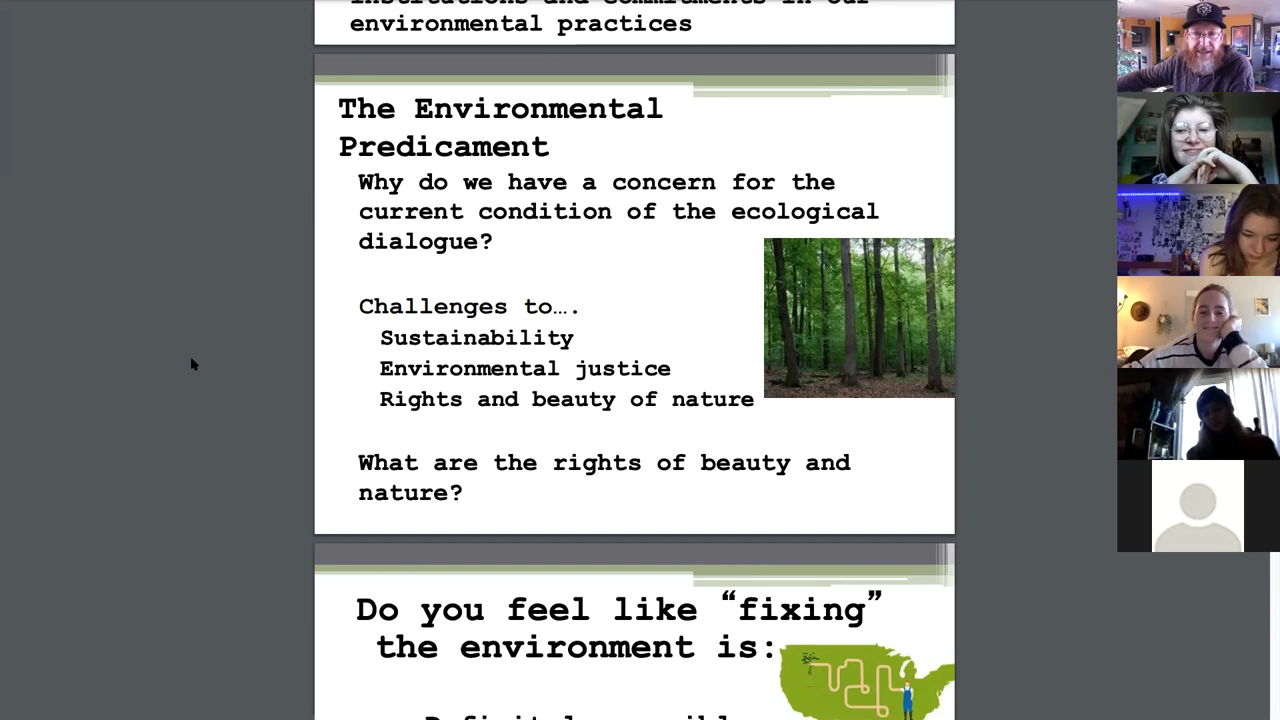 environmental practices
The Environmental
Predicament
Why do we have a concern for the
current condition of the ecological
dialogue?
Challenges to….
Sustainability
Environmental justice
Rights and beauty of nature
What are the rights of beauty and
nature?
Do you feel like “fixing”
the environment is: